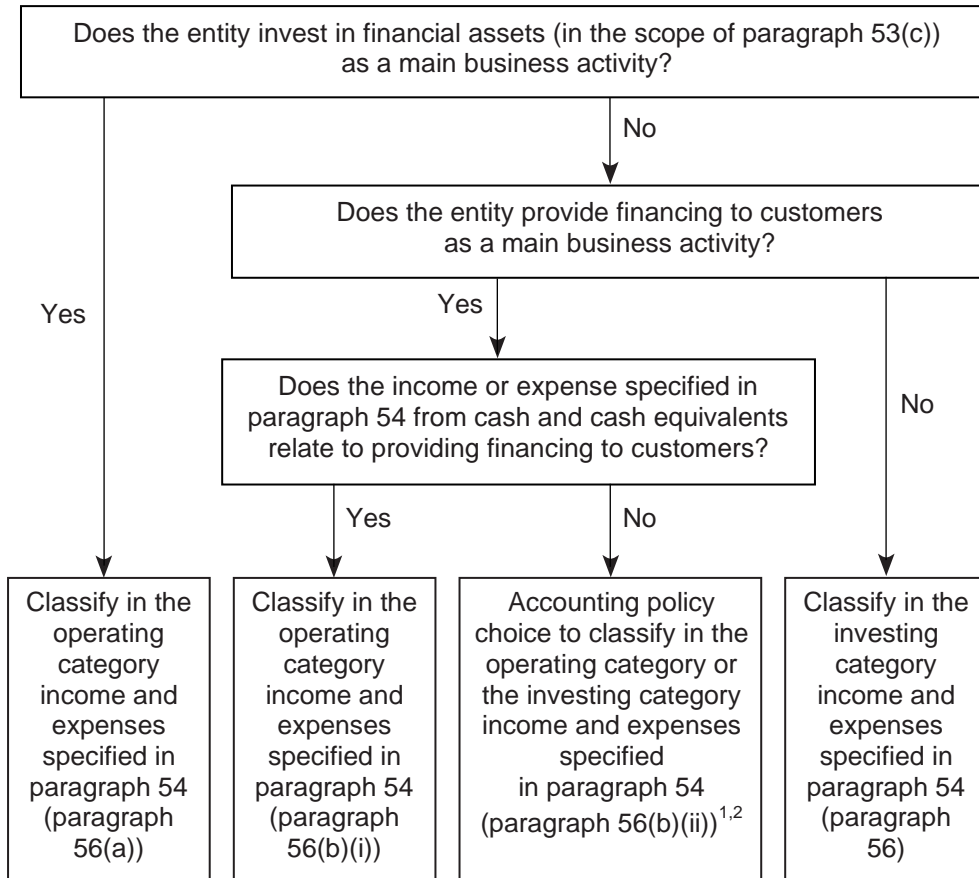 Does the entity invest in financial assets (in the scope of paragraph 53(c))
as a main business activity?
No
Does the entity provide financing to customers
as a main business activity?
Yes
Yes
No
Does the income or expense specified in
paragraph 54 from cash and cash equivalents
relate to providing financing to customers?
Yes
No
Classify in the
operating
category
income and
expenses
specified in
paragraph 54
(paragraph
56(a))
Classify in the
operating
category
income and
expenses
specified in
paragraph 54
(paragraph
56(b)(i))
Accounting policy
choice to classify in the
operating category or
the investing category
income and expenses
specified
in paragraph 54
(paragraph 56(b)(ii))1,2
Classify in the
investing
category
income and
expenses
specified in
paragraph 54
(paragraph
56)